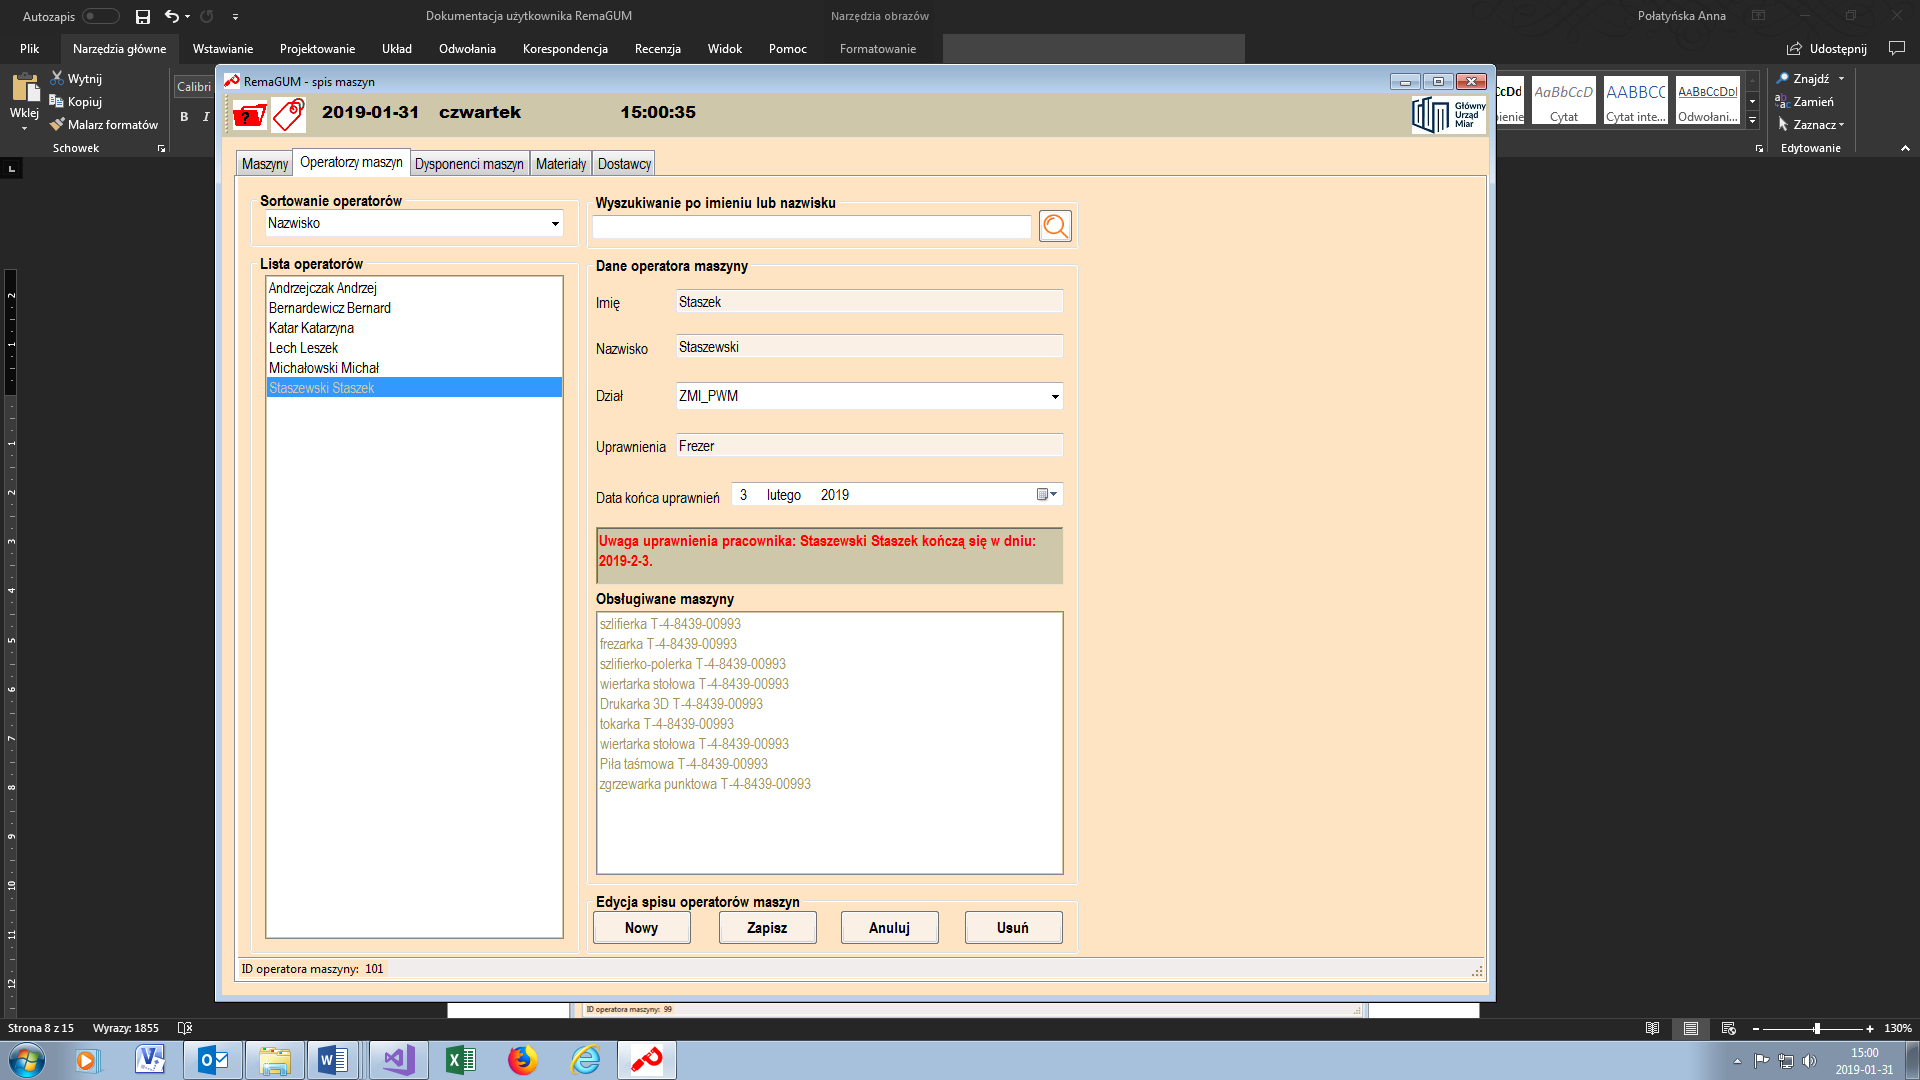 Autozapis
Dokumentacja użytkownika RemaGUM
Narzędzia obrazów
Połatyńska Anna
Plik Narzędzia główne Wstawianie Projektowanie Układ Odwołania Korespondencja Recenzja Widok Pomoc Formatowanie
Udostępnij
Wklej
Wytnij
Kopiuj
Malarz formatów
Schowek
Calibri
B I
AaBbCcD
Cytat
AABBCC
Cytat inte...
AABBCCDDI
Odwołani...
Znajdź
Zamień
Zaznacz
Edytowanie
RemaGUM - spis maszyn
2019-01-31 czwartek 15:00:35
Główny
Urząd
Miar
Maszyny Operatorzy maszyn Dysponenci maszyn Materiały Dostawcy
Sortowanie operatorów
Nazwisko
Wyszukiwanie po imieniu lub nazwisku
Lista operatorów
Andrzejczak Andrzej
Bernardewicz Bernard
Katar Katarzyna
Lech Leszek
Michałowski Michał
Staszewski Staszek
Dane operatora maszyny
Imię Staszek
Nazwisko Staszewski
Dział ZMI_PWM
Uprawnienia Frezer
Data końca uprawnień 3 lutego 2019
Uwaga uprawnienia pracownika: Staszewski Staszek kończą się w dniu:
2019-2-3.
Obsługiwane maszyny
szlifierka T-4-8439-00993
frezarka T-4-8439-00993
szlifierko-polerka T-4-8439-00993
wiertarka stołowa T-4-8439-00993
Drukarka 3D T-4-8439-00993
tokarka T-4-8439-00993
wiertarka stołowa T-4-8439-00993
Piła taśmowa T-4-8439-00993
zgrzewarka punktowa T-4-8439-00993
Edycja spisu operatorów maszyn
Nowy Zapisz Anuluj Usuń
ID operatora maszyny: 101
ID operatora maszyny: 99
Strona 8 z 15 Wyrazy: 1855
130%
15:00
2019-01-31